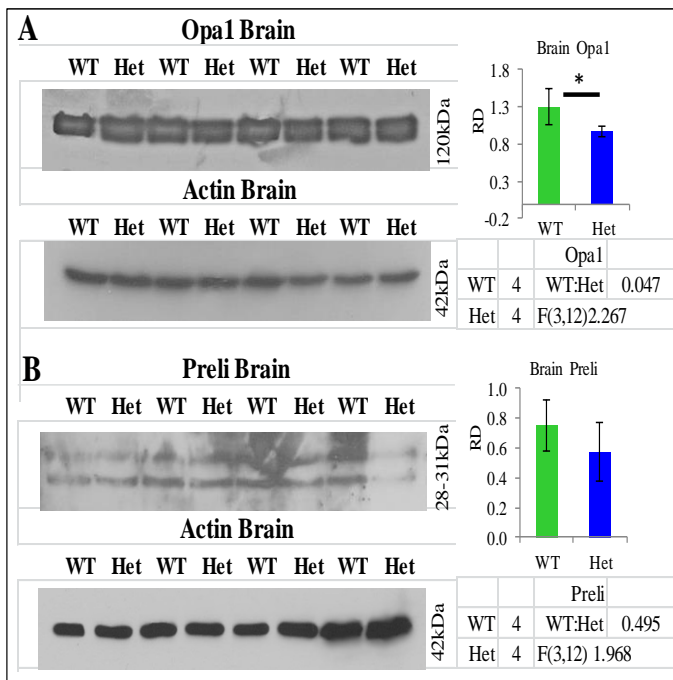 A
Opa1 Brain
WT Het WT Het WT Het WT Het
120kDa
Actin Brain
WT Het WT Het WT Het WT Het
42kDa
Brain Opa1
1.8
1.3
0.8
0.3
-0.2
RD
*
WT Het
Opa1
WT 4 WT:Het 0.047
Het 4 F(3,12)2.267
B
Preli Brain
WT Het WT Het WT Het WT Het
28-31kDa
Actin Brain
WT Het WT Het WT Het WT Het
42kDa
Brain Preli
1.0
0.8
0.6
0.4
0.2
0.0
RD
WT Het
Preli
WT 4 WT:Het 0.495
Het 4 F(3,12) 1.968